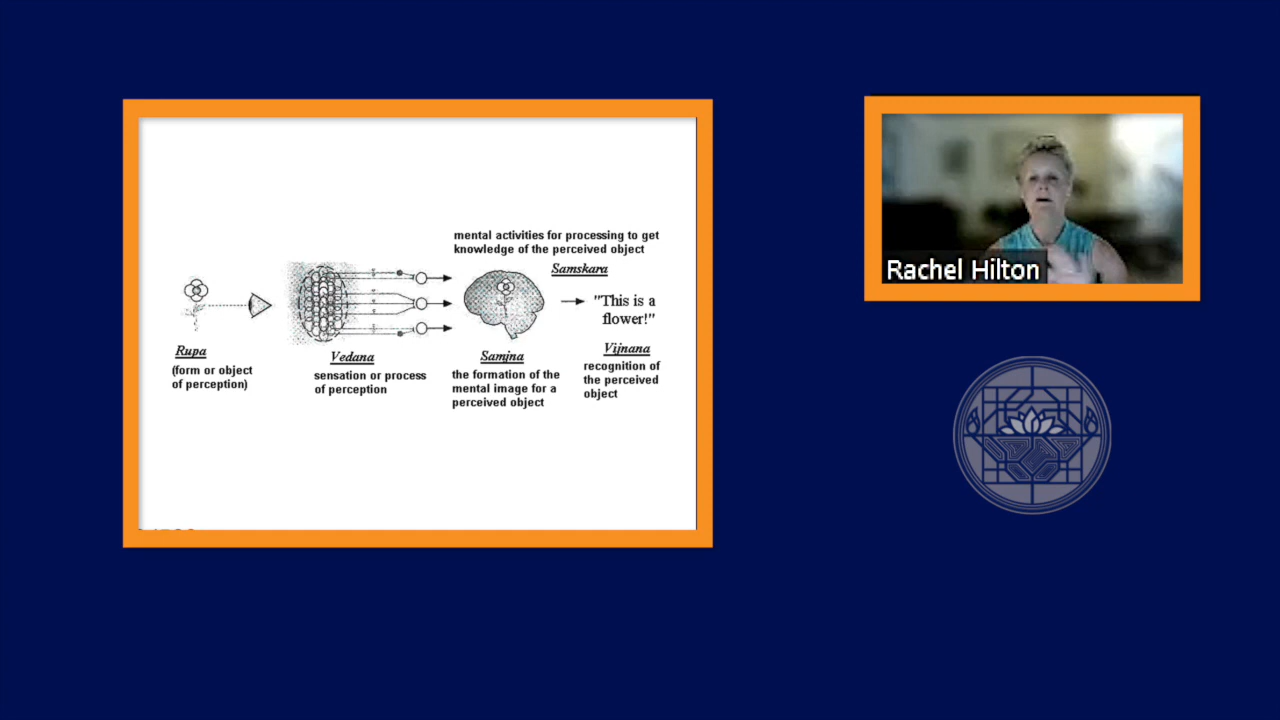 mental activities for processing to get
knowledge of the perceived object
Samskara
"This is a
flower!"
Rupa
(form or object
of perception)
Vedana
sensation or process
of perception
Samjna
the formation of the
mental image for a
perceived object
Vijnana
recognition of
the perceived
object
Rachel Hilton